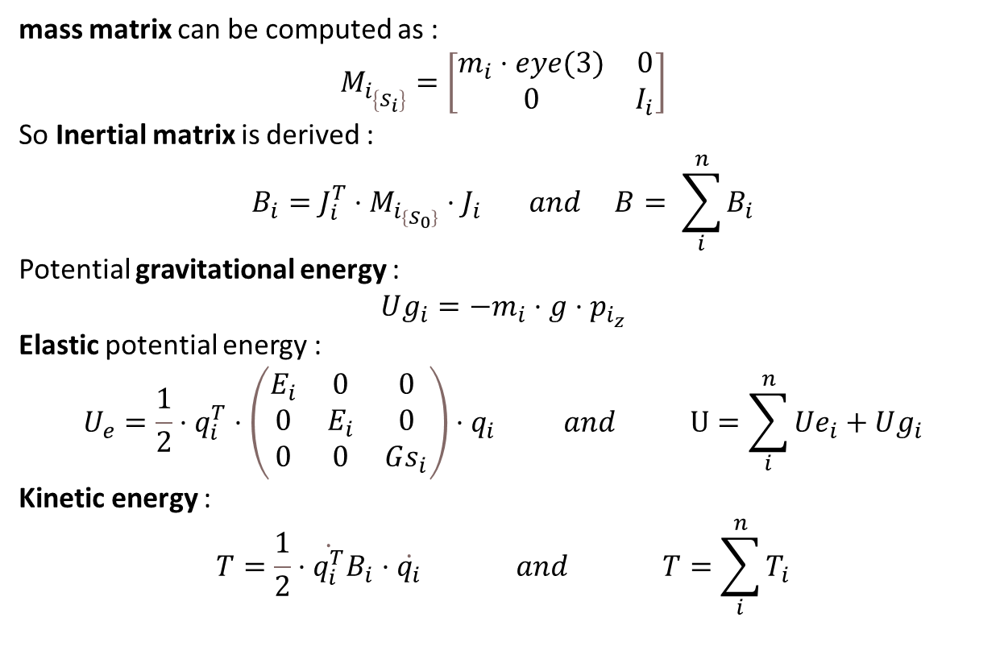 mass matrix can be computed as :
$M_{i_{\{s_i\}}} = \begin{bmatrix} m_i \cdot eye(3) & 0 \\ 0 & I_i \end{bmatrix}$
So Inertial matrix is derived :
$B_i = J_i^T \cdot M_{i_{\{s_0\}}} \cdot J_i \quad and \quad B = \sum_i^n B_i$
Potential gravitational energy :
$Ug_i = -m_i \cdot g \cdot p_{i_z}$
Elastic potential energy :
$U_e = \frac{1}{2} \cdot q_i^T \cdot \begin{pmatrix} E_i & 0 & 0 \\ 0 & E_i & 0 \\ 0 & 0 & Gs_i \end{pmatrix} \cdot q_i \quad and \quad \mathrm{U} = \sum_i^n Ue_i + Ug_i$
Kinetic energy :
$T = \frac{1}{2} \cdot \dot{q_i^T} B_i \cdot \dot{q_i} \quad and \quad T = \sum_i^n T_i$